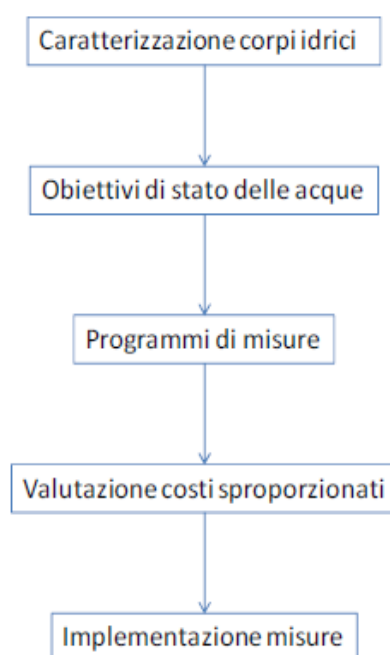 Caratterizzazione corpi idrici
Obiettivi di stato delle acque
Programmi di misure
Valutazione costi sproporzionati
Implementazione misure